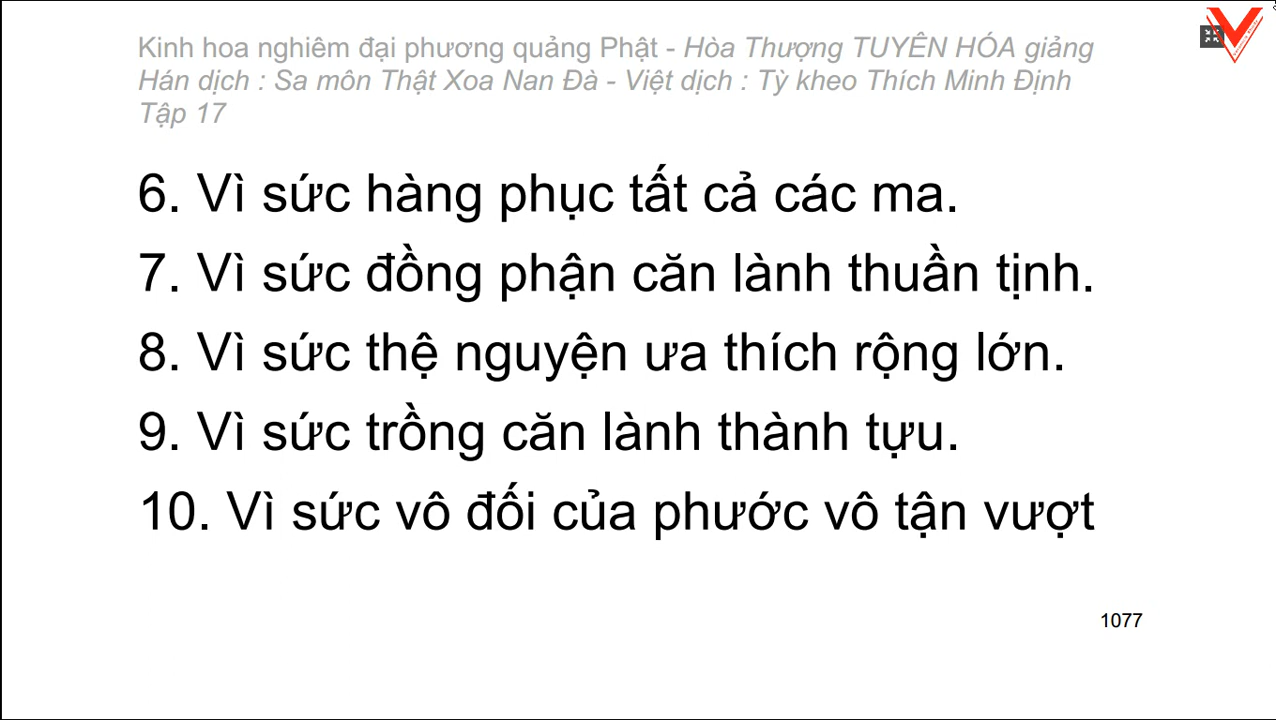 Kinh hoa nghiêm đại phương quảng Phật - Hòa Thượng TUYÊN HÓA giảng
Hán dịch : Sa môn Thật Xoa Nan Đà - Việt dịch : Tỳ kheo Thích Minh Định
Tập 17
6. Vì sức hàng phục tất cả các ma.
7. Vì sức đồng phận căn lành thuần tịnh.
8. Vì sức thệ nguyện ưa thích rộng lớn.
9. Vì sức trồng căn lành thành tựu.
10. Vì sức vô đối của phước vô tận vượt
1077